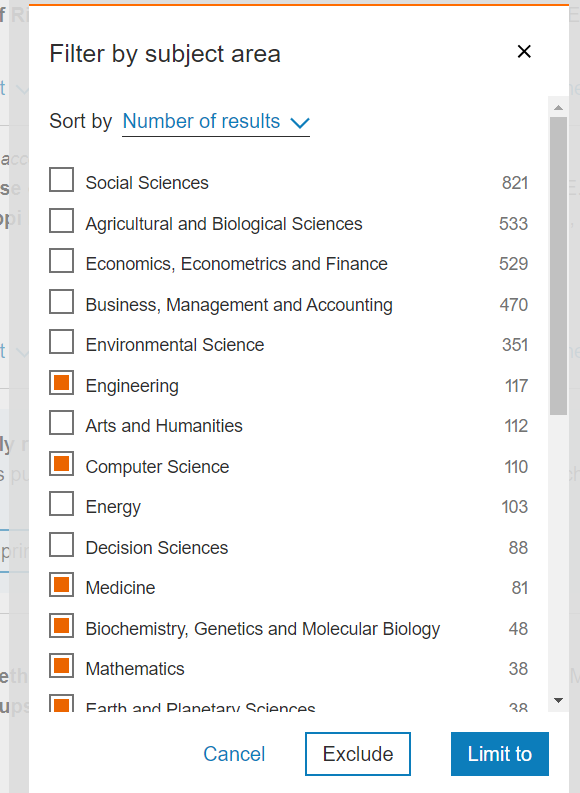 Filter by subject area
Sort by Number of results
Social Sciences 821
Agricultural and Biological Sciences 533
Economics, Econometrics and Finance 529
Business, Management and Accounting 470
Environmental Science 351
Engineering 117
Arts and Humanities 112
Computer Science 110
Energy 103
Decision Sciences 88
Medicine 81
Biochemistry, Genetics and Molecular Biology 48
Mathematics 38
Earth and Planetary Sciences 38
Cancel Exclude Limit to